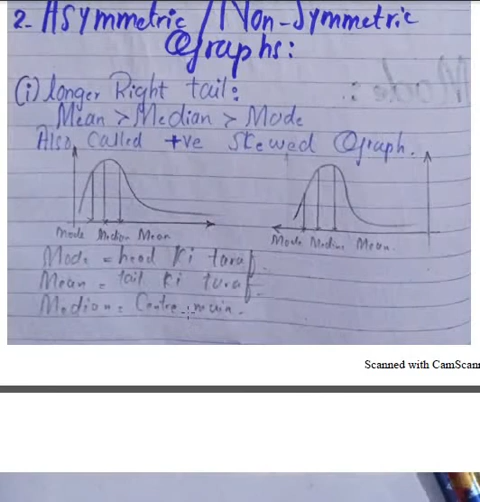 2- Asymmetric / Non-Symmetric
Graphs:
(i) longer Right tail:
Mean > Median > Mode
Also, Called +ve Skewed Graph.
Mode Median Mean
Mode Median Mean.
Mode = head ki taraf.
Mean = tail ki taraf.
Median = Centre main.
Scanned with CamScann